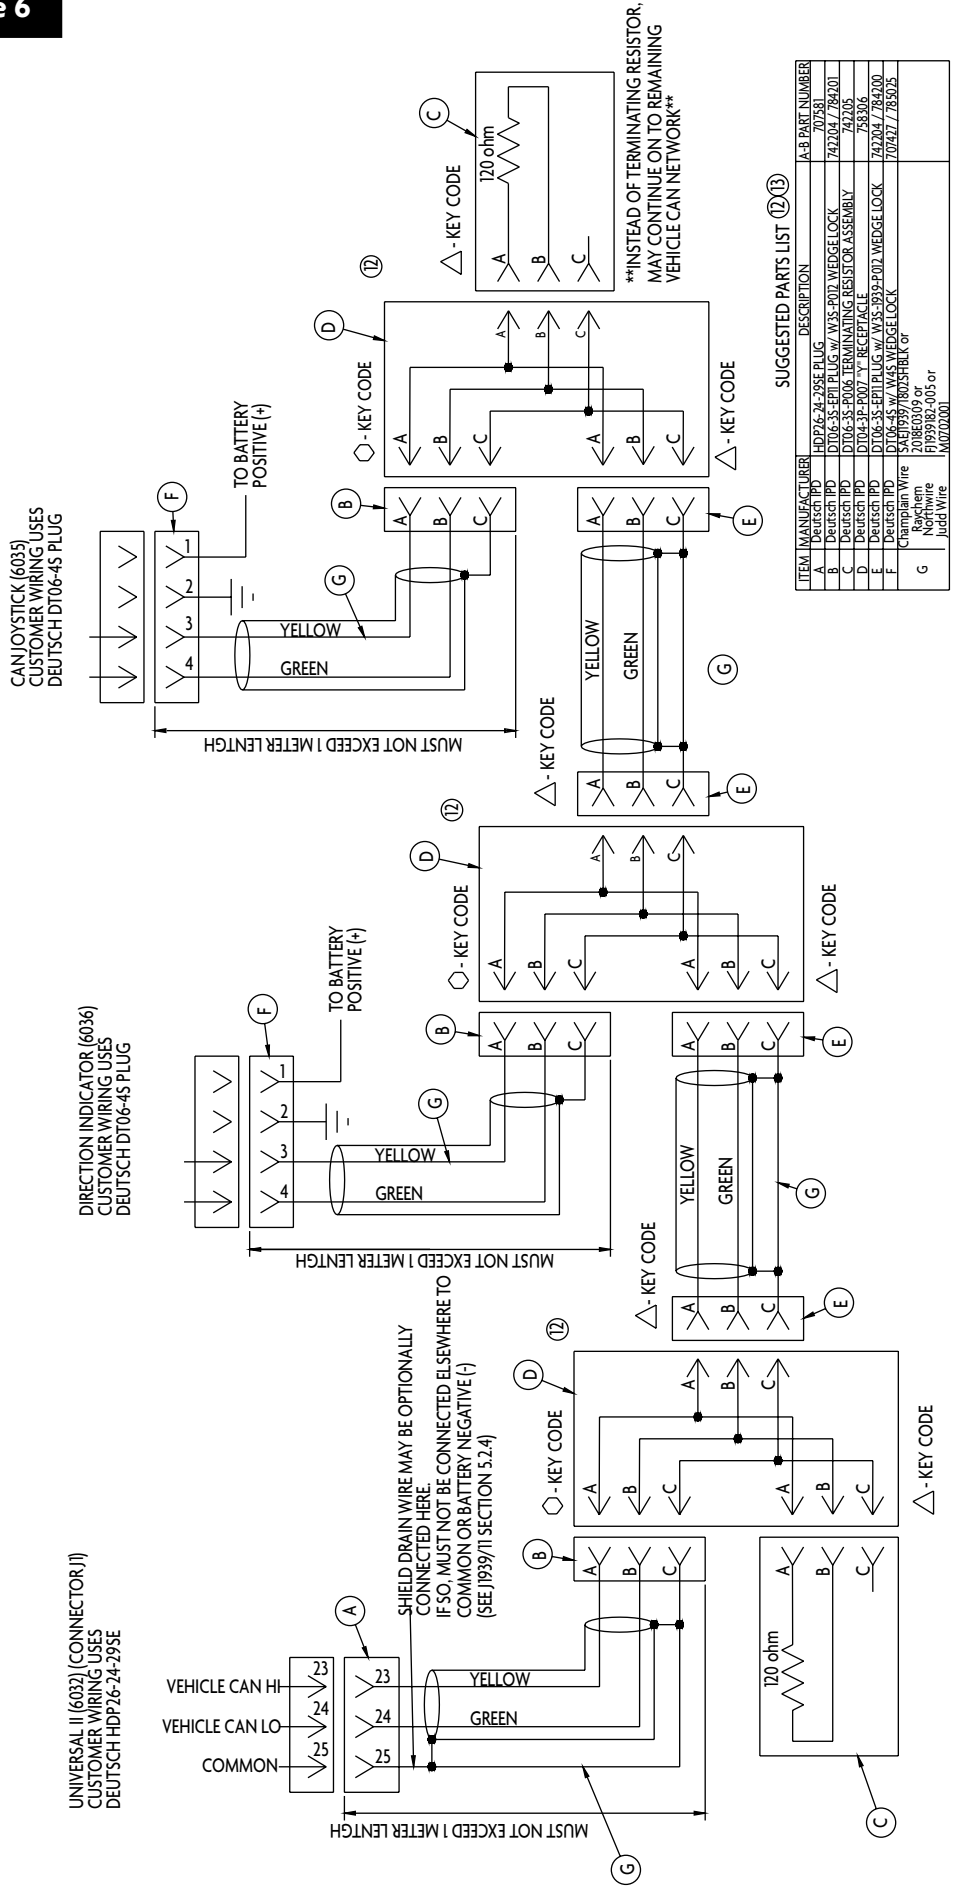 e 6
CAN JOYSTICK (6035)
CUSTOMER WIRING USES
DEUTSCH DT06-4S PLUG
F
1
2
3
4
TO BATTERY
POSITIVE (+)
YELLOW
GREEN
G
MUST NOT EXCEED 1 METER LENTGH
B
A
B
C
D
12
⬡ - KEY CODE
A
B
C
A
B
C
A
B
C
△ - KEY CODE
△ - KEY CODE
C
120 ohm
A
B
C
**INSTEAD OF TERMINATING RESISTOR,
MAY CONTINUE ON TO REMAINING
VEHICLE CAN NETWORK**
E
A
B
C
YELLOW
GREEN
G
△ - KEY CODE
A
B
C
E
DIRECTION INDICATOR (6036)
CUSTOMER WIRING USES
DEUTSCH DT06-4S PLUG
F
1
2
3
4
TO BATTERY
POSITIVE (+)
YELLOW
GREEN
G
MUST NOT EXCEED 1 METER LENTGH
B
A
B
C
D
12
⬡ - KEY CODE
A
B
C
A
B
C
A
B
C
△ - KEY CODE
E
A
B
C
YELLOW
GREEN
G
△ - KEY CODE
A
B
C
E
UNIVERSAL II (6032) (CONNECTOR J1)
CUSTOMER WIRING USES
DEUTSCH HDP26-24-29SE
VEHICLE CAN HI
VEHICLE CAN LO
COMMON
23
24
25
A
23
24
25
SHIELD DRAIN WIRE MAY BE OPTIONALLY
CONNECTED HERE.
IF SO, MUST NOT BE CONNECTED ELSEWHERE TO
COMMON OR BATTERY NEGATIVE (-)
(SEE J1939/11 SECTION 5.2.4)
YELLOW
GREEN
G
MUST NOT EXCEED 1 METER LENTGH
B
A
B
C
D
12
⬡ - KEY CODE
A
B
C
A
B
C
A
B
C
△ - KEY CODE
120 ohm
A
B
C
C
SUGGESTED PARTS LIST 12 13
ITEM MANUFACTURER DESCRIPTION A-B PART NUMBER
A Deutsch IPD HDP26-24-29SE PLUG 707581
B Deutsch IPD DT06-3S-EP11 PLUG w/ W3S-P012 WEDGE LOCK 742204 / 784201
C Deutsch IPD DT06-3S-P006 TERMINATING RESISTOR ASSEMBLY 742205
D Deutsch IPD DT04-3P-P007 "Y" RECEPTACLE 758306
E Deutsch IPD DT06-3S-EP11 PLUG w/ W3S-1939-P012 WEDGE LOCK 742204 / 784200
F Deutsch IPD DT06-4S w/ W4S WEDGE LOCK 707427 / 785025
G Champlain Wire SAEJ1939/1802SHBLK or
Raychem 2018E0309 or
Northwire FJ1939182-005 or
Judd Wire M0702001